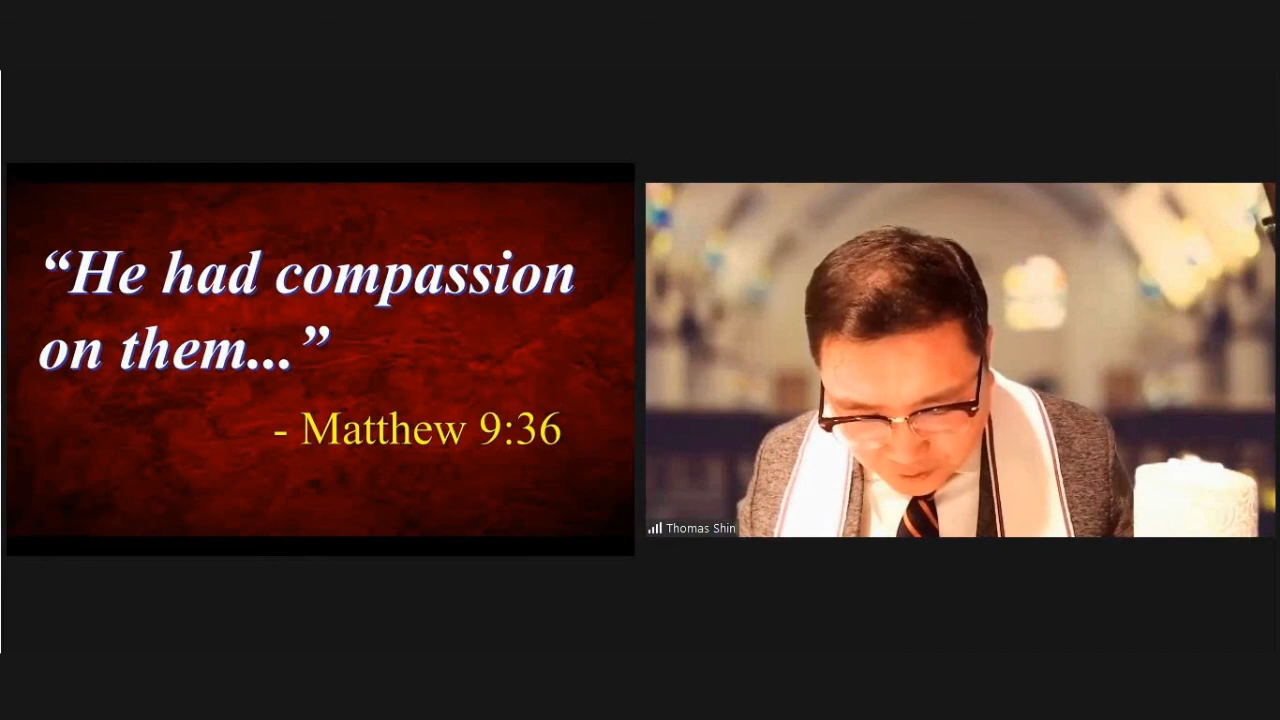 “He had compassion
on them...”
- Matthew 9:36
Thomas Shin